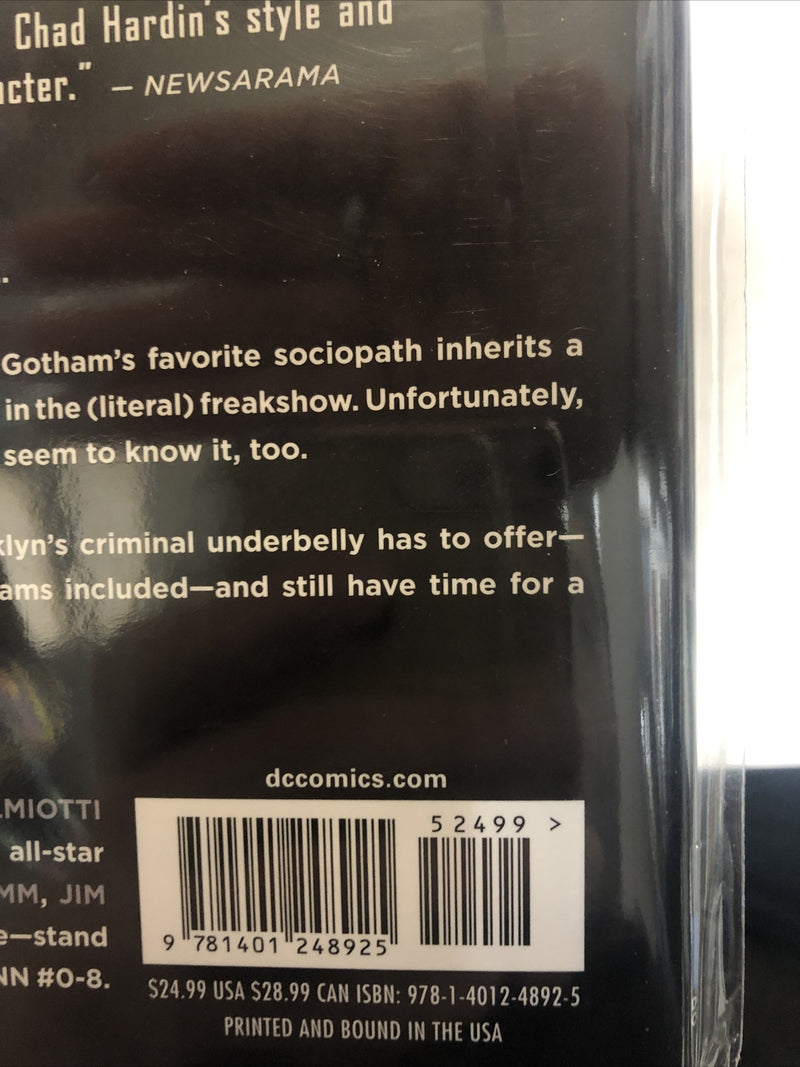 Chad Hardin's style and
acter." — NEWSARAMA
.
Gotham's favorite sociopath inherits a
in the (literal) freakshow. Unfortunately,
seem to know it, too.
klyn's criminal underbelly has to offer—
ams included—and still have time for a
dccomics.com
LMIOTTI
all-star
MM, JIM
e—stand
NN #0-8.
5 2 4 9 9 >
9 781401 248925
$24.99 USA $28.99 CAN ISBN: 978-1-4012-4892-5
PRINTED AND BOUND IN THE USA